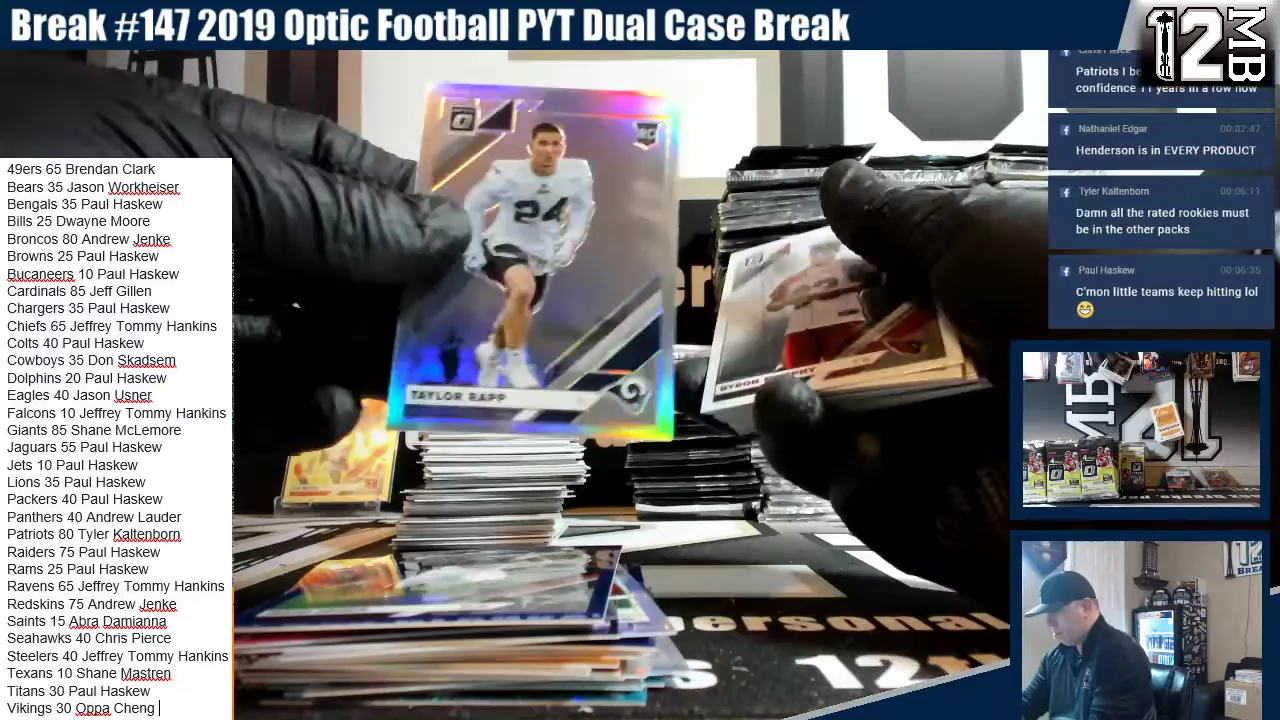 Break #147 2019 Optic Football PYT Dual Case Break
12 MB
49ers 65 Brendan Clark
Bears 35 Jason Workheiser
Bengals 35 Paul Haskew
Bills 25 Dwayne Moore
Broncos 80 Andrew Jenke
Browns 25 Paul Haskew
Bucaneers 10 Paul Haskew
Cardinals 85 Jeff Gillen
Chargers 35 Paul Haskew
Chiefs 65 Jeffrey Tommy Hankins
Colts 40 Paul Haskew
Cowboys 35 Don Skadsem
Dolphins 20 Paul Haskew
Eagles 40 Jason Usner
Falcons 10 Jeffrey Tommy Hankins
Giants 85 Shane McLemore
Jaguars 55 Paul Haskew
Jets 10 Paul Haskew
Lions 35 Paul Haskew
Packers 40 Paul Haskew
Panthers 40 Andrew Lauder
Patriots 80 Tyler Kaltenborn
Raiders 75 Paul Haskew
Rams 25 Paul Haskew
Ravens 65 Jeffrey Tommy Hankins
Redskins 75 Andrew Jenke
Saints 15 Abra Damianna
Seahawks 40 Chris Pierce
Steelers 40 Jeffrey Tommy Hankins
Texans 10 Shane Mastren
Titans 30 Paul Haskew
Vikings 30 Oppa Cheng
RC
24
TAYLOR RAPP
BYRON
personal
12
Chris Pierce
Patriots I be
confidence 11 years in a row now
Nathaniel Edgar 00:02:47
Henderson is in EVERY PRODUCT
Tyler Kaltenborn 00:06:11
Damn all the rated rookies must
be in the other packs
Paul Haskew 00:06:35
C'mon little teams keep hitting lol
😁
MB